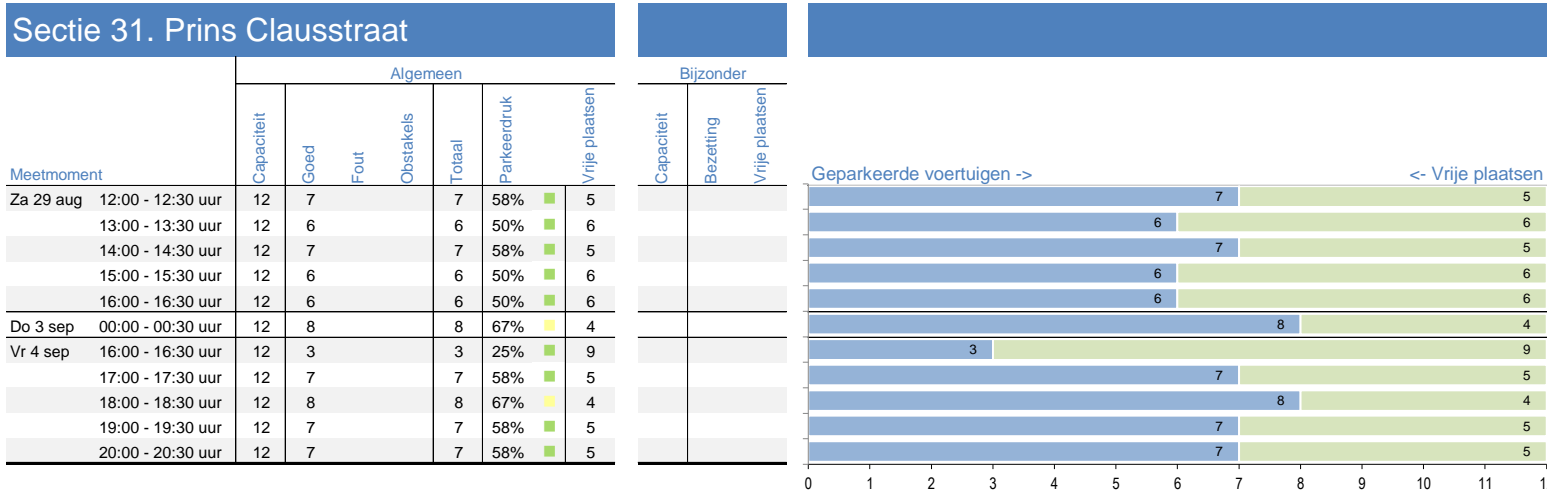 Sectie 31. Prins Clausstraat
Algemeen
Bijzonder
Meetmoment Capaciteit Goed Fout Obstakels Totaal Parkeerdruk Vrije plaatsen Capaciteit Bezetting Vrije plaatsen Geparkeerde voertuigen -> <- Vrije plaatsen
Za 29 aug 12:00 - 12:30 uur 12 7 7 58% 5 7 5
13:00 - 13:30 uur 12 6 6 50% 6 6 6
14:00 - 14:30 uur 12 7 7 58% 5 7 5
15:00 - 15:30 uur 12 6 6 50% 6 6 6
16:00 - 16:30 uur 12 6 6 50% 6 6 6
Do 3 sep 00:00 - 00:30 uur 12 8 8 67% 4 8 4
Vr 4 sep 16:00 - 16:30 uur 12 3 3 25% 9 3 9
17:00 - 17:30 uur 12 7 7 58% 5 7 5
18:00 - 18:30 uur 12 8 8 67% 4 8 4
19:00 - 19:30 uur 12 7 7 58% 5 7 5
20:00 - 20:30 uur 12 7 7 58% 5 7 5
0 1 2 3 4 5 6 7 8 9 10 11 1